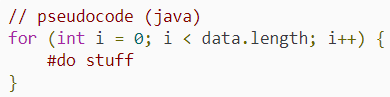 // pseudocode (java)
for (int i = 0; i < data.length; i++) {
    #do stuff
}